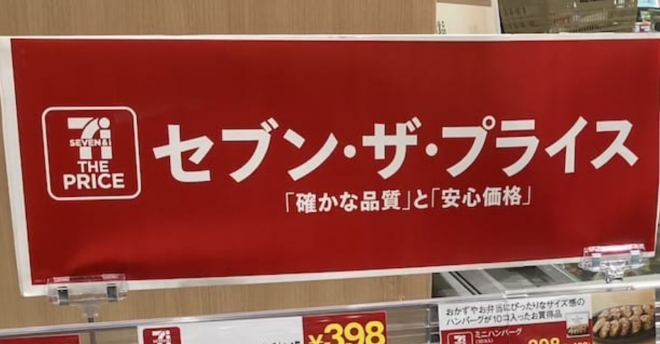 7i
SEVEN&i
THE
PRICE
セブン・ザ・プライス
「確かな品質」と「安心価格」
¥398
おかずやお弁当にぴったりなサイズ感の
ハンバーグが10コ入ったお買得品
ミニハンバーグ